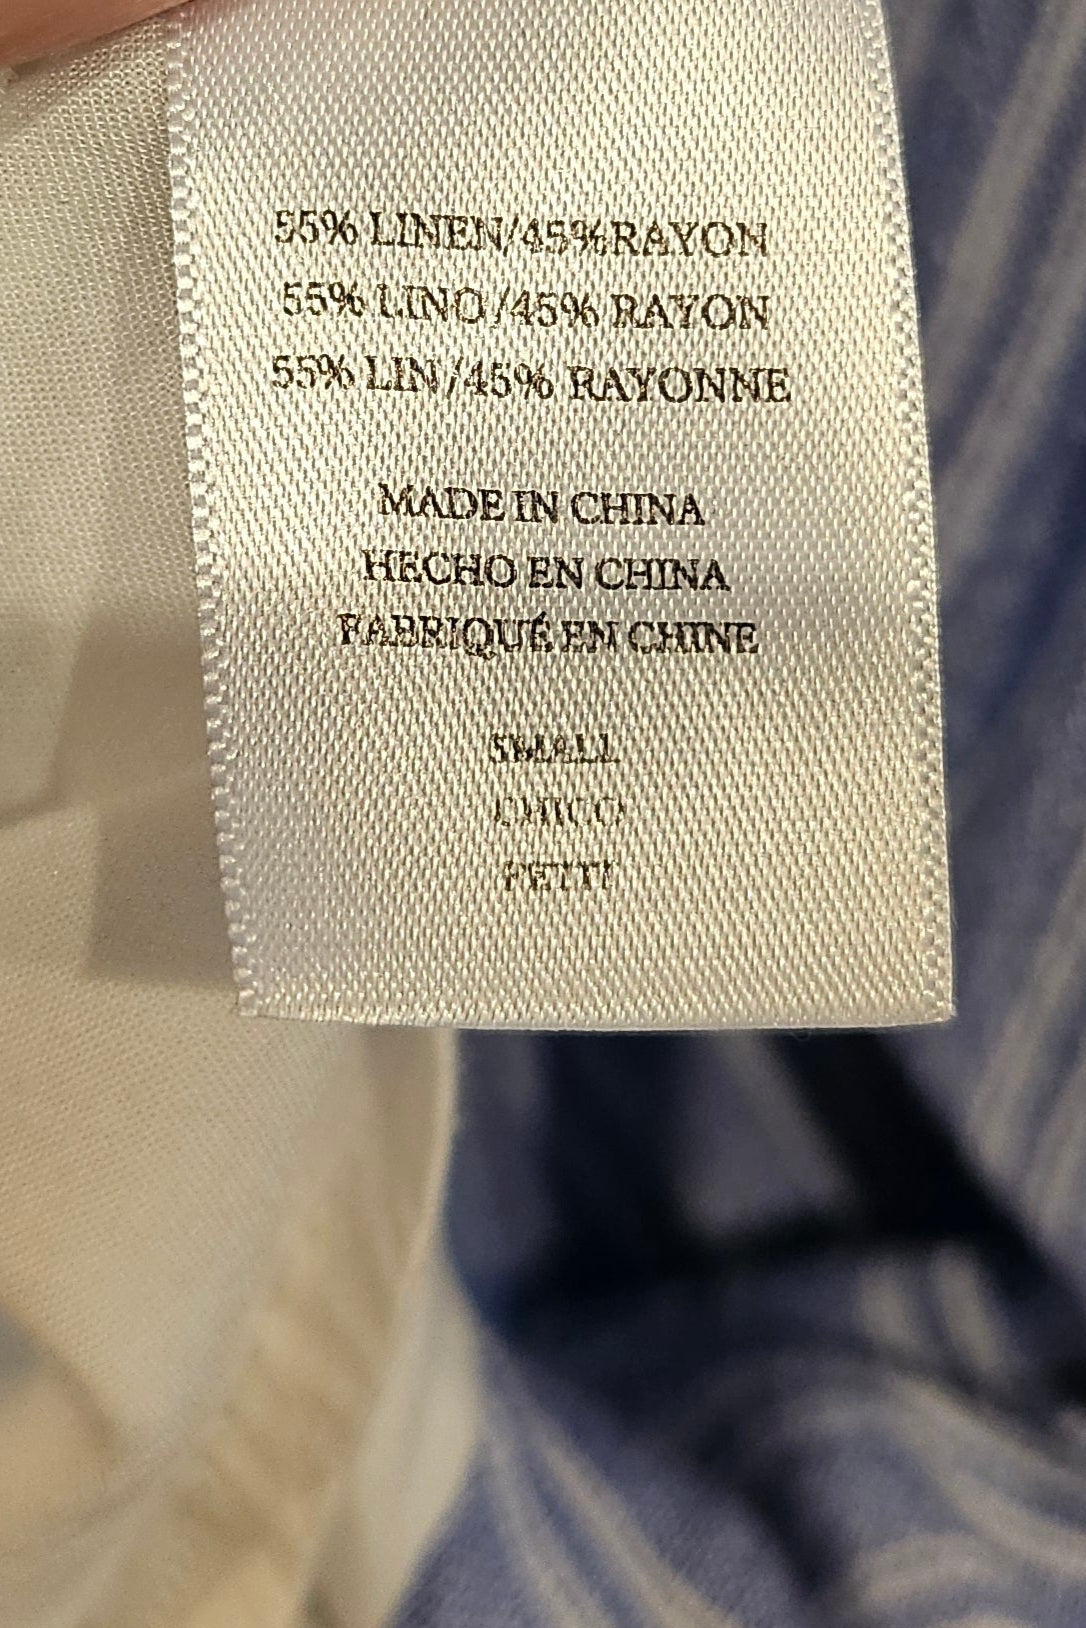 55% LINEN/45%RAYON
55% LINO/45% RAYON
55% LIN/45% RAYONNE
MADE IN CHINA
HECHO EN CHINA
FABRIQUÉ EN CHINE
SMALL
CHICO
PETIT